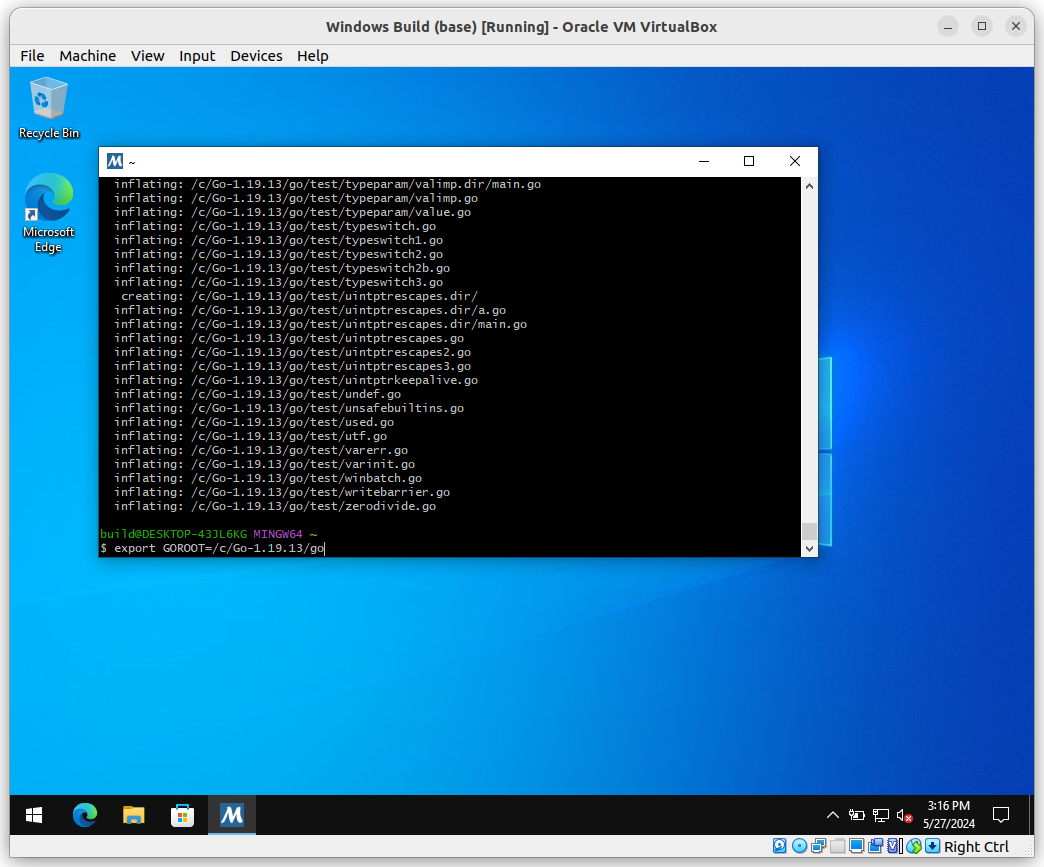 Windows Build (base) [Running] - Oracle VM VirtualBox
File Machine View Input Devices Help
Recycle Bin
Microsoft
Edge
~
inflating: /c/Go-1.19.13/go/test/typeparam/valimp.dir/main.go
inflating: /c/Go-1.19.13/go/test/typeparam/valimp.go
inflating: /c/Go-1.19.13/go/test/typeparam/value.go
inflating: /c/Go-1.19.13/go/test/typeswitch.go
inflating: /c/Go-1.19.13/go/test/typeswitch1.go
inflating: /c/Go-1.19.13/go/test/typeswitch2.go
inflating: /c/Go-1.19.13/go/test/typeswitch2b.go
inflating: /c/Go-1.19.13/go/test/typeswitch3.go
creating: /c/Go-1.19.13/go/test/uintptrescapes.dir/
inflating: /c/Go-1.19.13/go/test/uintptrescapes.dir/a.go
inflating: /c/Go-1.19.13/go/test/uintptrescapes.dir/main.go
inflating: /c/Go-1.19.13/go/test/uintptrescapes.go
inflating: /c/Go-1.19.13/go/test/uintptrescapes2.go
inflating: /c/Go-1.19.13/go/test/uintptrescapes3.go
inflating: /c/Go-1.19.13/go/test/uintptrkeepalive.go
inflating: /c/Go-1.19.13/go/test/undef.go
inflating: /c/Go-1.19.13/go/test/unsafebuiltins.go
inflating: /c/Go-1.19.13/go/test/used.go
inflating: /c/Go-1.19.13/go/test/utf.go
inflating: /c/Go-1.19.13/go/test/varerr.go
inflating: /c/Go-1.19.13/go/test/varinit.go
inflating: /c/Go-1.19.13/go/test/winbatch.go
inflating: /c/Go-1.19.13/go/test/writebarrier.go
inflating: /c/Go-1.19.13/go/test/zerodivide.go
build@DESKTOP-43JL6KG MINGW64 ~
$ export GOROOT=/c/Go-1.19.13/go
3:16 PM
5/27/2024
Right Ctrl